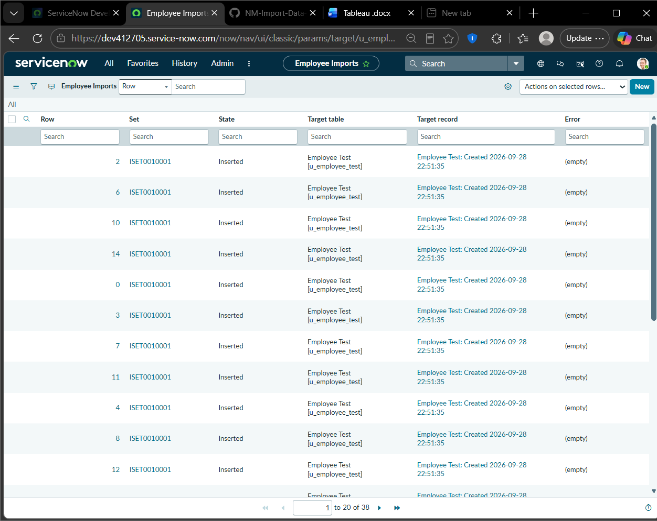 ServiceNow Deve
Employee Imports
NM-Import-Data
Tableau .docx
New tab
https://dev412705.service-now.com/now/nav/ui/classic/params/target/u_empl...
Update
Chat
servicenow
All
Favorites
History
Admin
Employee Imports
Search
Employee Imports
Row
Search
Actions on selected rows...
New
All
Row Set State Target table Target record Error
Search Search Search Search Search Search
2 ISET0010001 Inserted Employee Test [u_employee_test] Employee Test: Created 2026-09-28 22:51:35 (empty)
6 ISET0010001 Inserted Employee Test [u_employee_test] Employee Test: Created 2026-09-28 22:51:35 (empty)
10 ISET0010001 Inserted Employee Test [u_employee_test] Employee Test: Created 2026-09-28 22:51:35 (empty)
14 ISET0010001 Inserted Employee Test [u_employee_test] Employee Test: Created 2026-09-28 22:51:35 (empty)
0 ISET0010001 Inserted Employee Test [u_employee_test] Employee Test: Created 2026-09-28 22:51:35 (empty)
3 ISET0010001 Inserted Employee Test [u_employee_test] Employee Test: Created 2026-09-28 22:51:35 (empty)
7 ISET0010001 Inserted Employee Test [u_employee_test] Employee Test: Created 2026-09-28 22:51:35 (empty)
11 ISET0010001 Inserted Employee Test [u_employee_test] Employee Test: Created 2026-09-28 22:51:35 (empty)
4 ISET0010001 Inserted Employee Test [u_employee_test] Employee Test: Created 2026-09-28 22:51:35 (empty)
8 ISET0010001 Inserted Employee Test [u_employee_test] Employee Test: Created 2026-09-28 22:51:35 (empty)
12 ISET0010001 Inserted Employee Test [u_employee_test] Employee Test: Created 2026-09-28 22:51:35 (empty)
Employee Test Employee Test: Created 2026-09-28
1 to 20 of 38